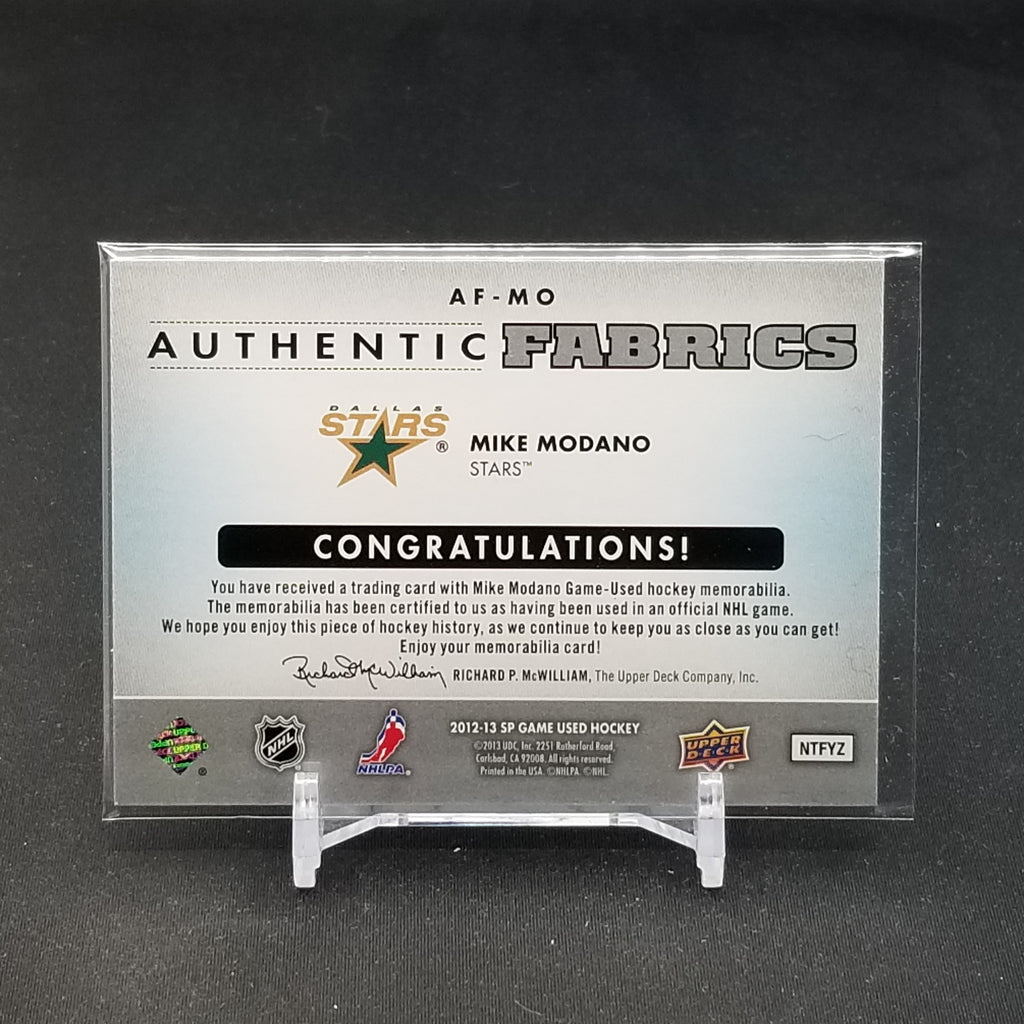 AF-MO
AUTHENTIC FABRICS
DALLAS
STARS®
MIKE MODANO
STARS™
CONGRATULATIONS!
You have received a trading card with Mike Modano Game-Used hockey memorabilia.
The memorabilia has been certified to us as having been used in an official NHL game.
We hope you enjoy this piece of hockey history, as we continue to keep you as close as you can get!
Enjoy your memorabilia card!
Richard P McWilliam RICHARD P. McWILLIAM, The Upper Deck Company, Inc.
NHL
NHLPA
2012-13 SP GAME USED HOCKEY
©2013 UDC, Inc. 2251 Rutherford Road,
Carlsbad, CA 92008. All rights reserved.
Printed in the USA. ©NHLPA ©NHL.
UPPER
DECK
NTFYZ